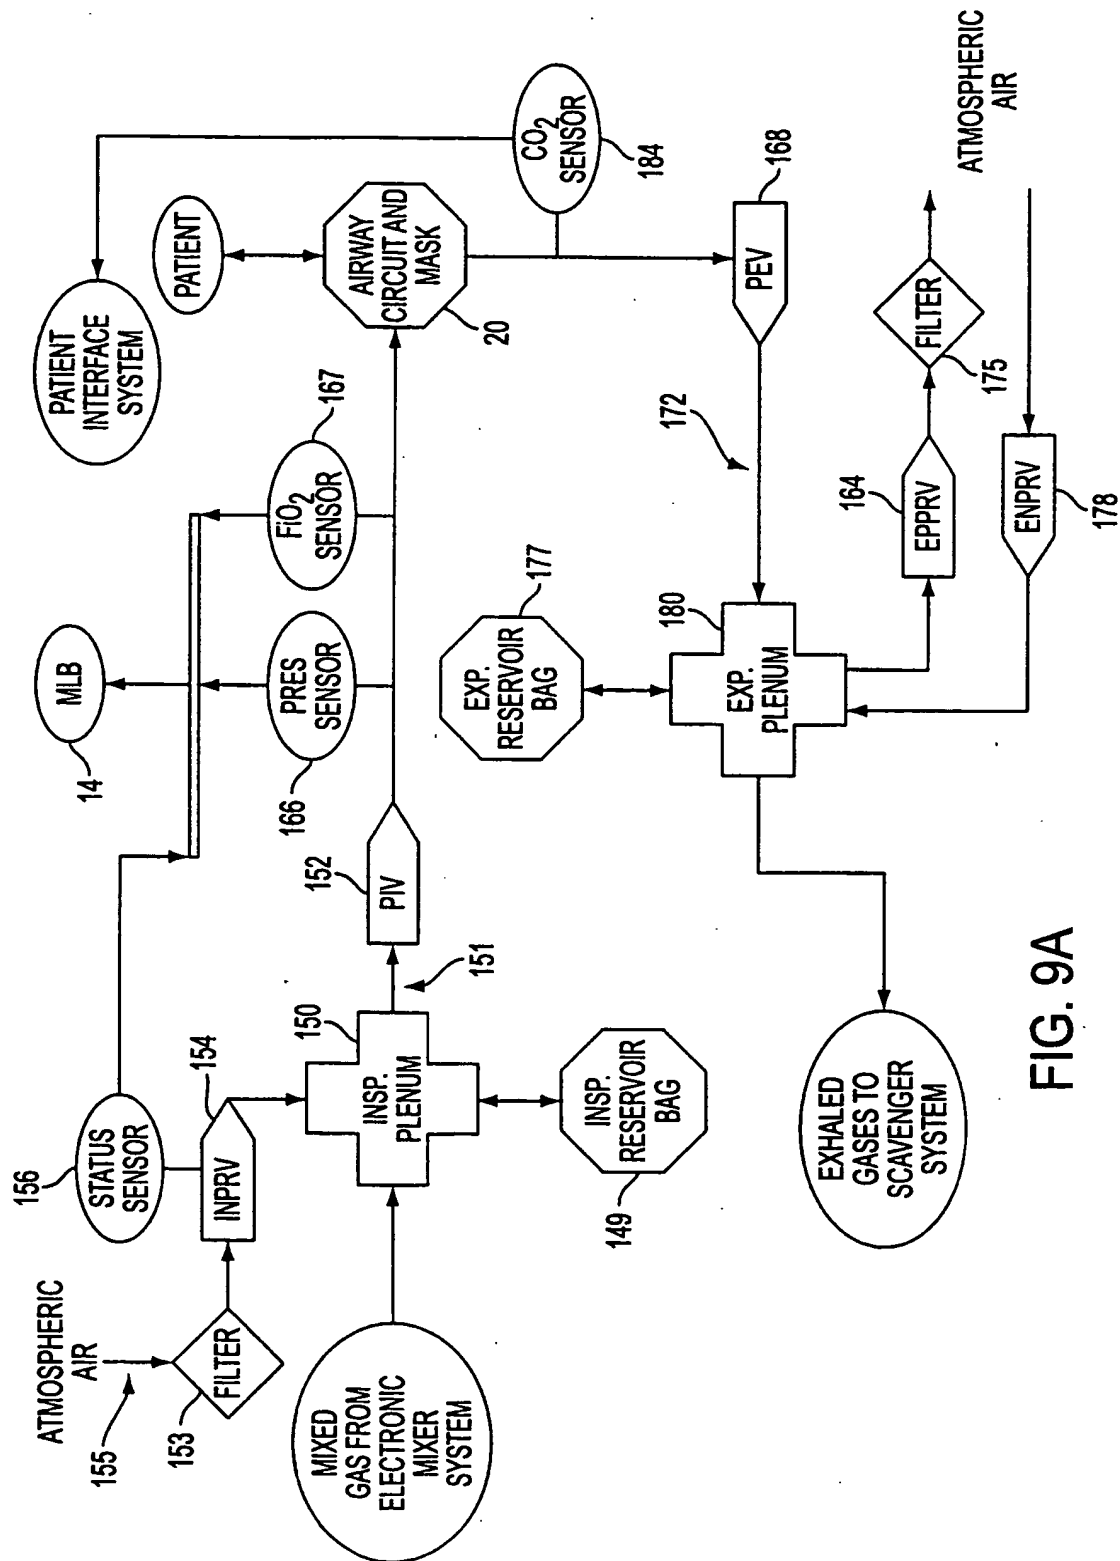 ATMOSPHERIC
AIR
155
153
FILTER
156
STATUS
SENSOR
INPRV
154
MIXED
GAS FROM
ELECTRONIC
MIXER
SYSTEM
INSP.
PLENUM
150
151
INSP.
RESERVOIR
BAG
149
152
PIV
14
MLB
166
PRES
SENSOR
FiO2
SENSOR
167
PATIENT
INTERFACE
SYSTEM
PATIENT
AIRWAY
CIRCUIT AND
MASK
20
CO2
SENSOR
184
PEV
168
172
EXP.
RESERVOIR
BAG
177
180
EXP.
PLENUM
164
EPPRV
FILTER
175
ATMOSPHERIC
AIR
ENPRV
178
EXHALED
GASES TO
SCAVENGER
SYSTEM
FIG. 9A